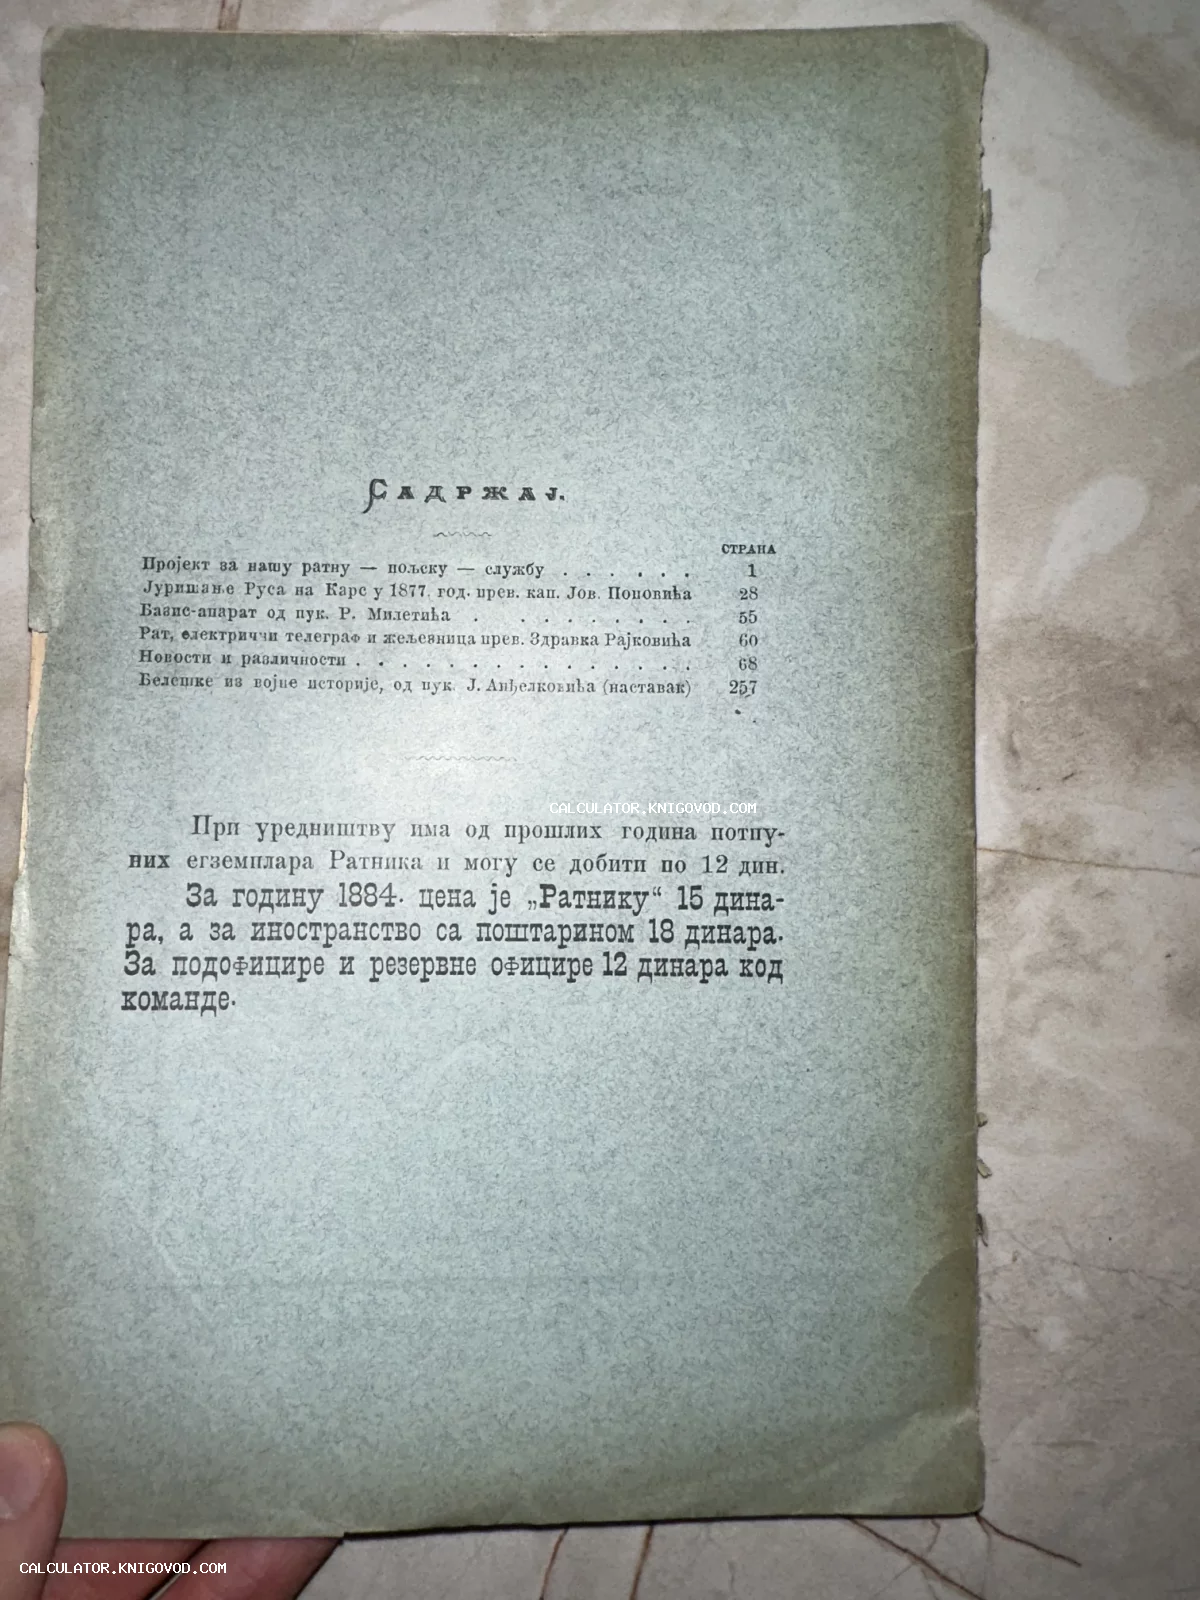 САДРЖАЈ.
СТРАНА
Пројект за нашу ратну — пољску — службу . . . . . . 1
Јуришање Руса на Карс у 1877. год. прев. кап. Јов. Поповића 28
Базис-апарат од пук. Р. Милетића . . . . . . . . . 55
Рат, електриччи телеграф и жељезница прев. Здравка Рајковића 60
Новости и различности . . . . . . . . . . . . . . . 68
Белешке из војне историје, од пук. Ј. Анђелковића (наставак) 257
CALCULATOR.KNIGOVOD.COM
При уредништву има од прошлих година потпу-
них егземплара Ратника и могу се добити по 12 дин.
За годину 1884. цена је „Ратнику“ 15 дина-
ра, а за иностранство са поштарином 18 динара.
За подофицире и резервне официре 12 динара код
команде.
CALCULATOR.KNIGOVOD.COM